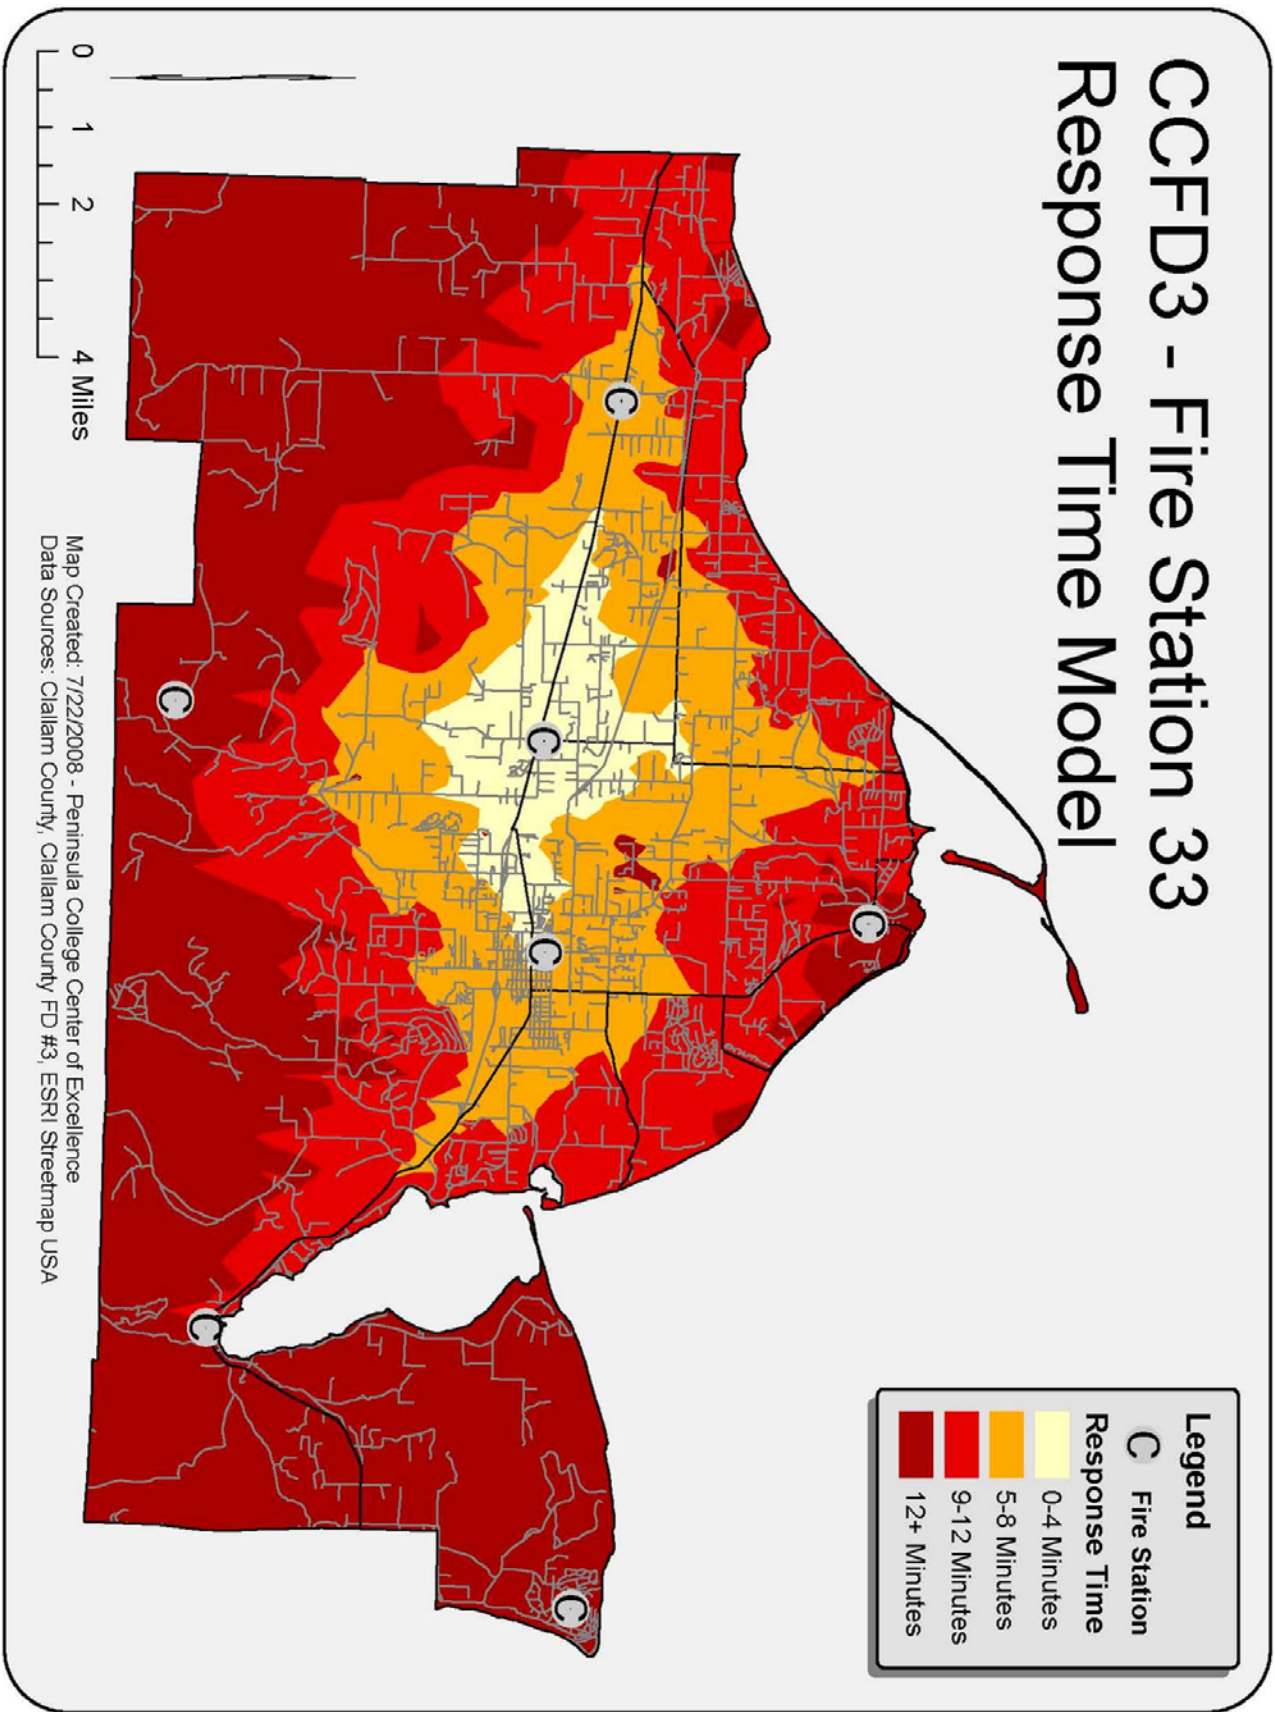 CCFD3 - Fire Station 33
Response Time Model
Legend
C Fire Station
Response Time
0-4 Minutes
5-8 Minutes
9-12 Minutes
12+ Minutes
C
C
C
C
C
C
C
0 1 2 4 Miles
Map Created: 7/22/2008 - Peninsula College Center of Excellence
Data Sources: Clallam County, Clallam County FD #3, ESRI Streetmap USA